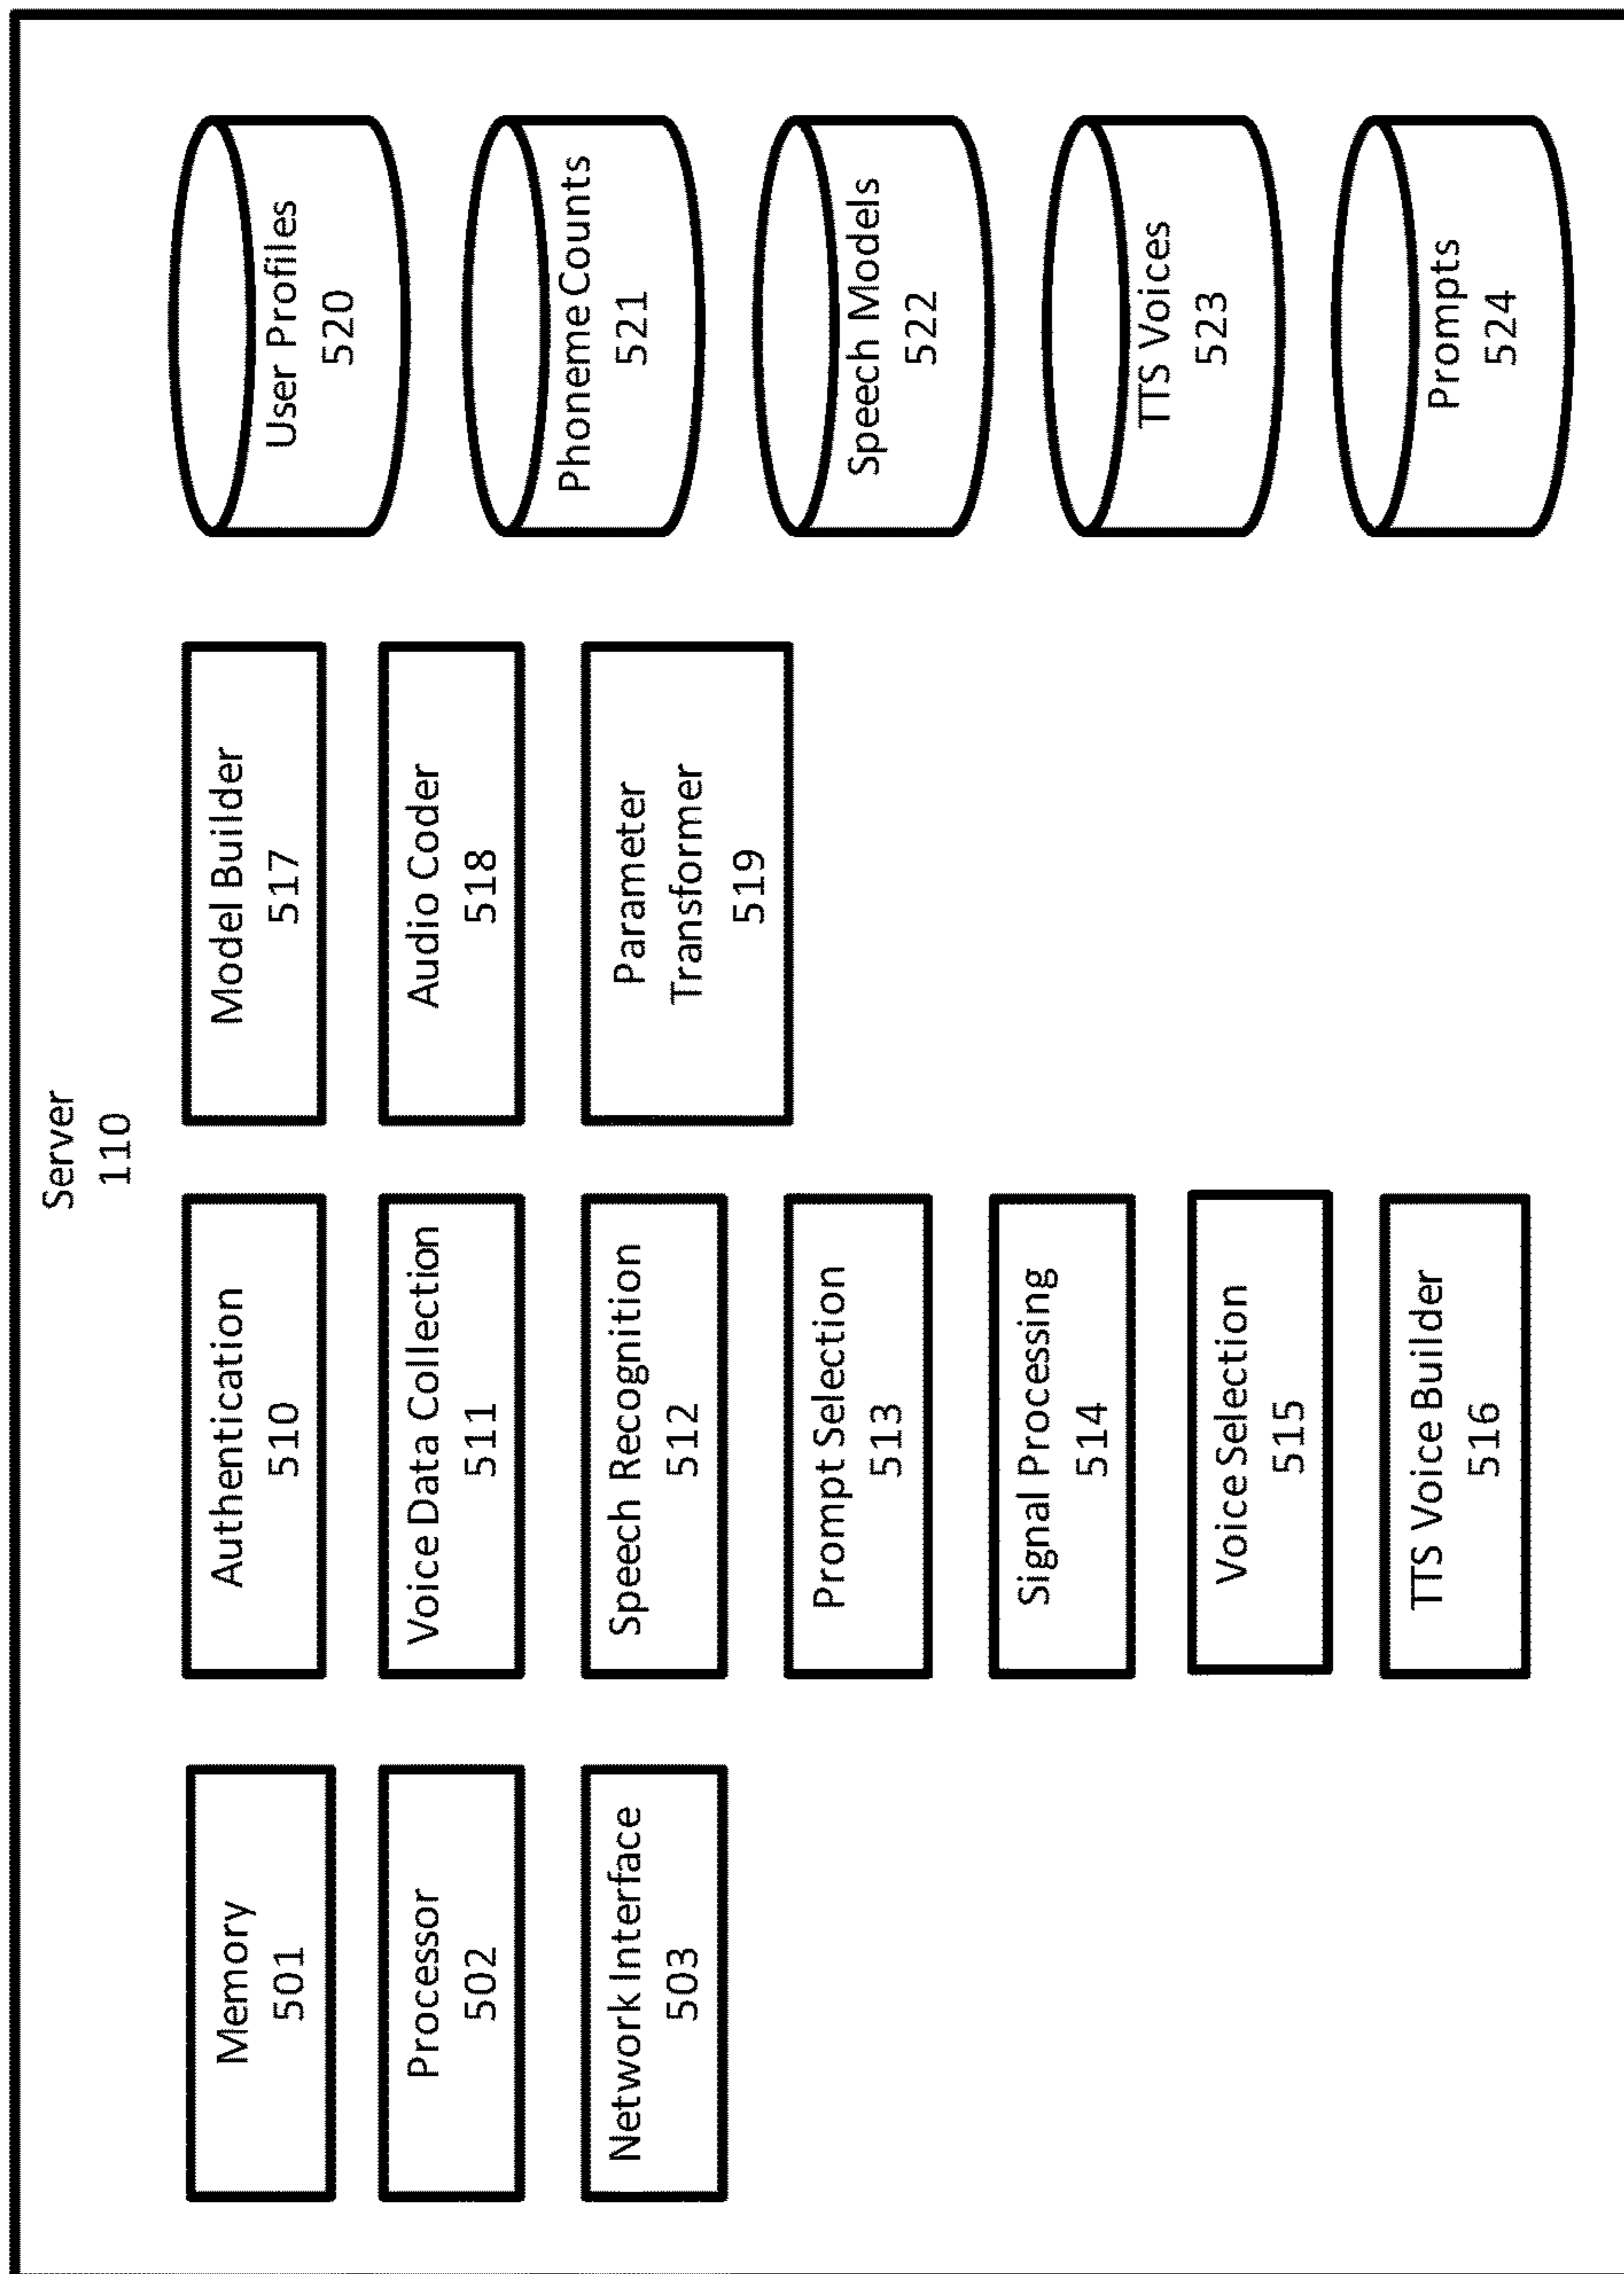 Server
110
Memory
501
Processor
502
Network Interface
503
Authentication
510
Voice Data Collection
511
Speech Recognition
512
Prompt Selection
513
Signal Processing
514
Voice Selection
515
TTS Voice Builder
516
Model Builder
517
Audio Coder
518
Parameter
Transformer
519
User Profiles
520
Phoneme Counts
521
Speech Models
522
TTS Voices
523
Prompts
524